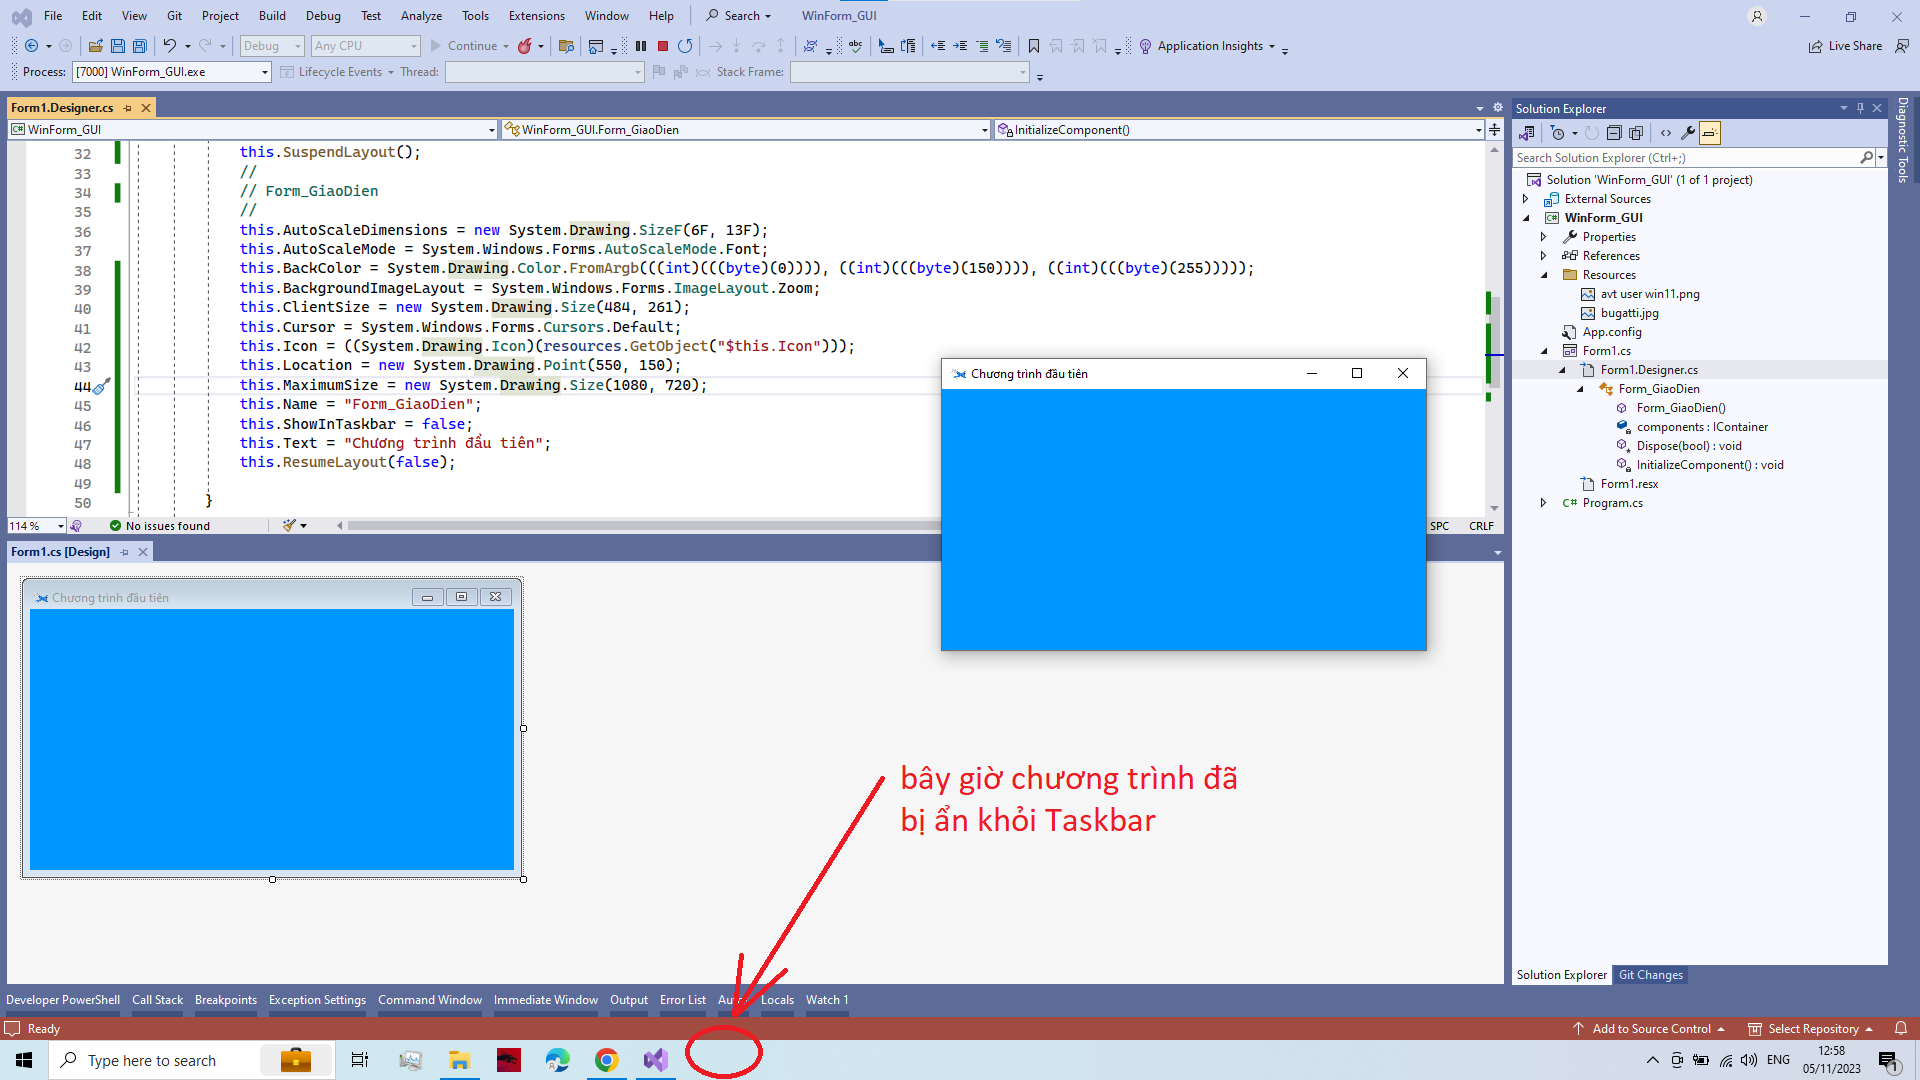 File Edit View Git Project Build Debug Test Analyze Tools Extensions Window Help Search WinForm_GUI
Debug Any CPU Continue Application Insights Live Share
Process: [7000] WinForm_GUI.exe Lifecycle Events Thread: Stack Frame:
Form1.Designer.cs
WinForm_GUI WinForm_GUI.Form_GiaoDien InitializeComponent()
32 this.SuspendLayout();
33 //
34 // Form_GiaoDien
35 //
36 this.AutoScaleDimensions = new System.Drawing.SizeF(6F, 13F);
37 this.AutoScaleMode = System.Windows.Forms.AutoScaleMode.Font;
38 this.BackColor = System.Drawing.Color.FromArgb(((int)(((byte)(0)))), ((int)(((byte)(150)))), ((int)(((byte)(255)))));
39 this.BackgroundImageLayout = System.Windows.Forms.ImageLayout.Zoom;
40 this.ClientSize = new System.Drawing.Size(484, 261);
41 this.Cursor = System.Windows.Forms.Cursors.Default;
42 this.Icon = ((System.Drawing.Icon)(resources.GetObject("$this.Icon")));
43 this.Location = new System.Drawing.Point(550, 150);
44 this.MaximumSize = new System.Drawing.Size(1080, 720);
45 this.Name = "Form_GiaoDien";
46 this.ShowInTaskbar = false;
47 this.Text = "Chương trình đầu tiên";
48 this.ResumeLayout(false);
49
50 }
114 % No issues found SPC CRLF
Chương trình đầu tiên
Form1.cs [Design]
Chương trình đầu tiên
bây giờ chương trình đã
bị ẩn khỏi Taskbar
Solution Explorer
Search Solution Explorer (Ctrl+;)
Solution 'WinForm_GUI' (1 of 1 project)
External Sources
WinForm_GUI
Properties
References
Resources
avt user win11.png
bugatti.jpg
App.config
Form1.cs
Form1.Designer.cs
Form_GiaoDien
Form_GiaoDien()
components : IContainer
Dispose(bool) : void
InitializeComponent() : void
Form1.resx
Program.cs
Solution Explorer Git Changes
Diagnostic Tools
Developer PowerShell Call Stack Breakpoints Exception Settings Command Window Immediate Window Output Error List Locals Watch 1
Ready Add to Source Control Select Repository
Type here to search ENG 12:58
05/11/2023
1